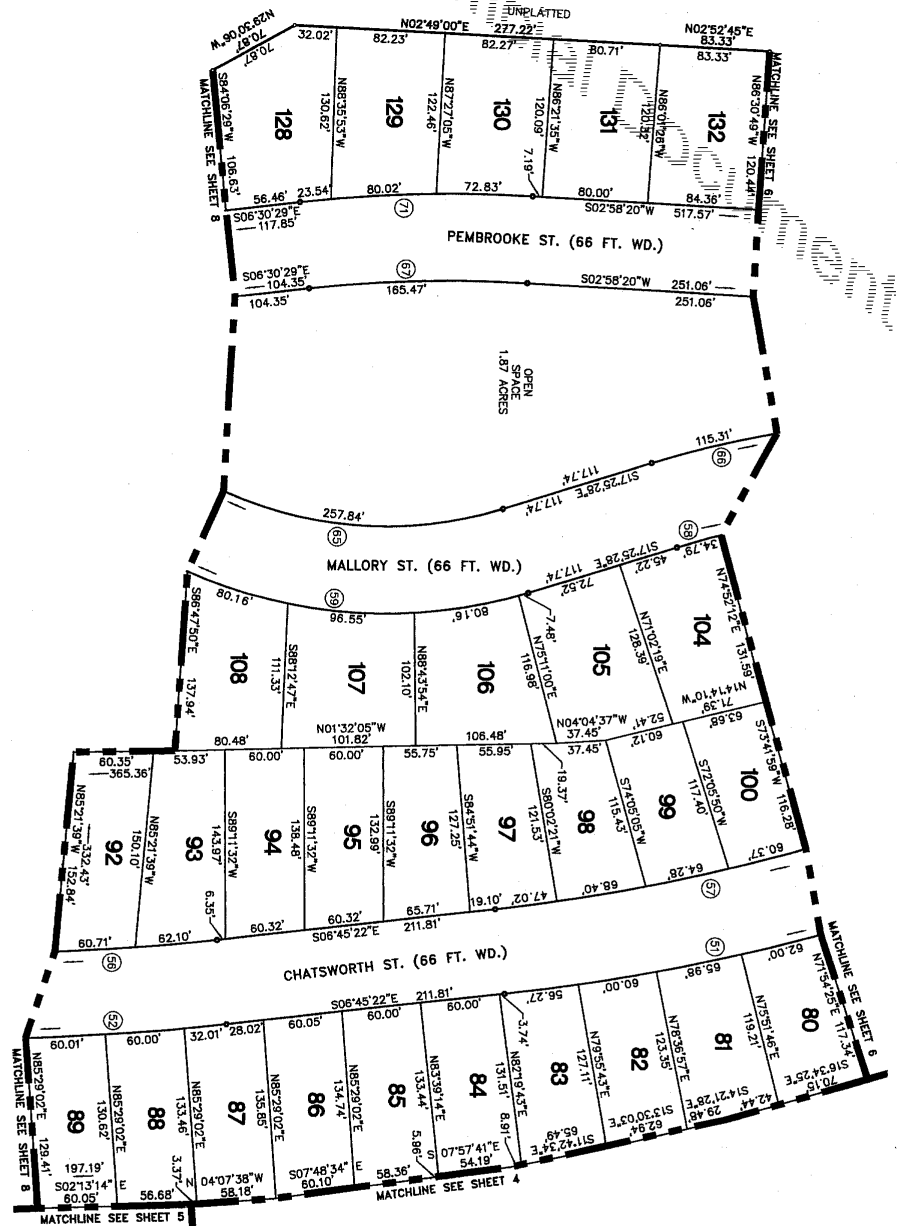 UNPLATTED
N29°30'06"W
70.87'
70.87'
N02°49'00"E
277.22'
N02°52'45"E
83.33'
32.02'
82.23'
82.27'
80.71'
83.33'
MATCHLINE SEE SHEET 8
S84°06'29"W
106.63'
N88°35'53"W
130.62'
N87°27'05"W
122.46'
N86°21'35"W
120.09'
N86°30'49"W
120.44'
MATCHLINE SEE SHEET 6
128
129
130
131
132
7.19'
56.46'
23.54'
80.02'
72.83'
80.00'
84.36'
S06°30'29"E
117.85'
71
S02°58'20"W
517.57'
PEMBROOKE ST. (66 FT. WD.)
S06°30'29"E
104.35'
104.35'
67
165.47'
S02°58'20"W
251.06'
251.06'
OPEN
SPACE
1.87 ACRES
115.31'
66
117.74'
S17°25'28"E
117.74'
257.84'
65
MALLORY ST. (66 FT. WD.)
58
34.79'
S17°25'28"E
117.74'
45.22'
72.52'
7.48'
59
80.16'
96.55'
80.16'
S86°47'50"E
137.94'
108
S88°12'47"E
111.33'
107
N88°43'54"E
102.10'
106
N75°11'00"E
116.98'
105
N71°02'19"E
128.39'
104
N74°52'12"E
131.59'
N14°14'10"W
71.39'
N01°32'05"W
101.82'
N04°04'37"W
37.45'
52.41'
80.48'
106.48'
60.35'
365.36'
53.93'
60.00'
60.00'
55.75'
55.95'
19.37'
37.45'
60.12'
63.68'
N85°21'39"W
332.43'
152.84'
92
N85°21'39"W
150.10'
93
S89°11'32"W
143.97'
94
S89°11'32"W
138.48'
95
S89°11'32"W
132.99'
96
S84°51'44"W
127.25'
97
S80°02'21"W
121.53'
98
S74°05'05"W
115.43'
99
S72°05'50"W
117.40'
100
S73°41'59"W
116.28'
6.35'
60.71'
62.10'
60.32'
60.32'
65.71'
19.10'
47.02'
68.40'
64.28'
60.37'
56
S06°45'22"E
211.81'
57
CHATSWORTH ST. (66 FT. WD.)
52
S06°45'22"E
211.81'
51
60.01'
60.00'
32.01'
28.02'
60.05'
60.00'
60.00'
3.74'
56.27'
60.00'
65.98'
62.00'
MATCHLINE SEE SHEET 6
N71°54'25"E
111.34'
MATCHLINE SEE SHEET 8
N85°29'02"E
129.41'
89
N85°29'02"E
130.62'
88
N85°29'02"E
133.46'
87
N85°29'02"E
135.85'
86
N85°29'02"E
134.74'
85
N83°39'14"E
133.44'
84
N82°19'43"E
131.51'
83
N79°55'43"E
127.11'
82
N78°36'57"E
123.35'
81
N75°51'46"E
119.21'
80
S16°34'25"E
70.15'
S14°21'28"E
42.44'
29.48'
S13°30'03"E
62.94'
S11°42'34"E
65.49'
8.91'
S 07°57'41"E
54.19'
5.96'
58.36'
S07°48'34"E
60.10'
N 04°07'38"W
58.18'
3.37'
56.68'
197.19'
S02°13'14"E
60.05'
MATCHLINE SEE SHEET 4
MATCHLINE SEE SHEET 5